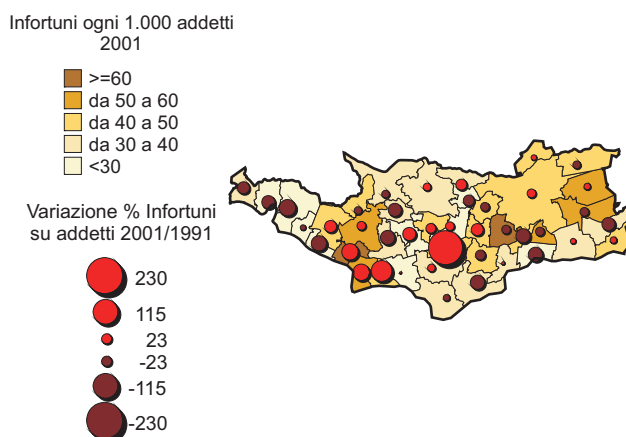 Infortuni ogni 1.000 addetti
2001
>=60
da 50 a 60
da 40 a 50
da 30 a 40
<30
Variazione % Infortuni
su addetti 2001/1991
230
115
23
-23
-115
-230